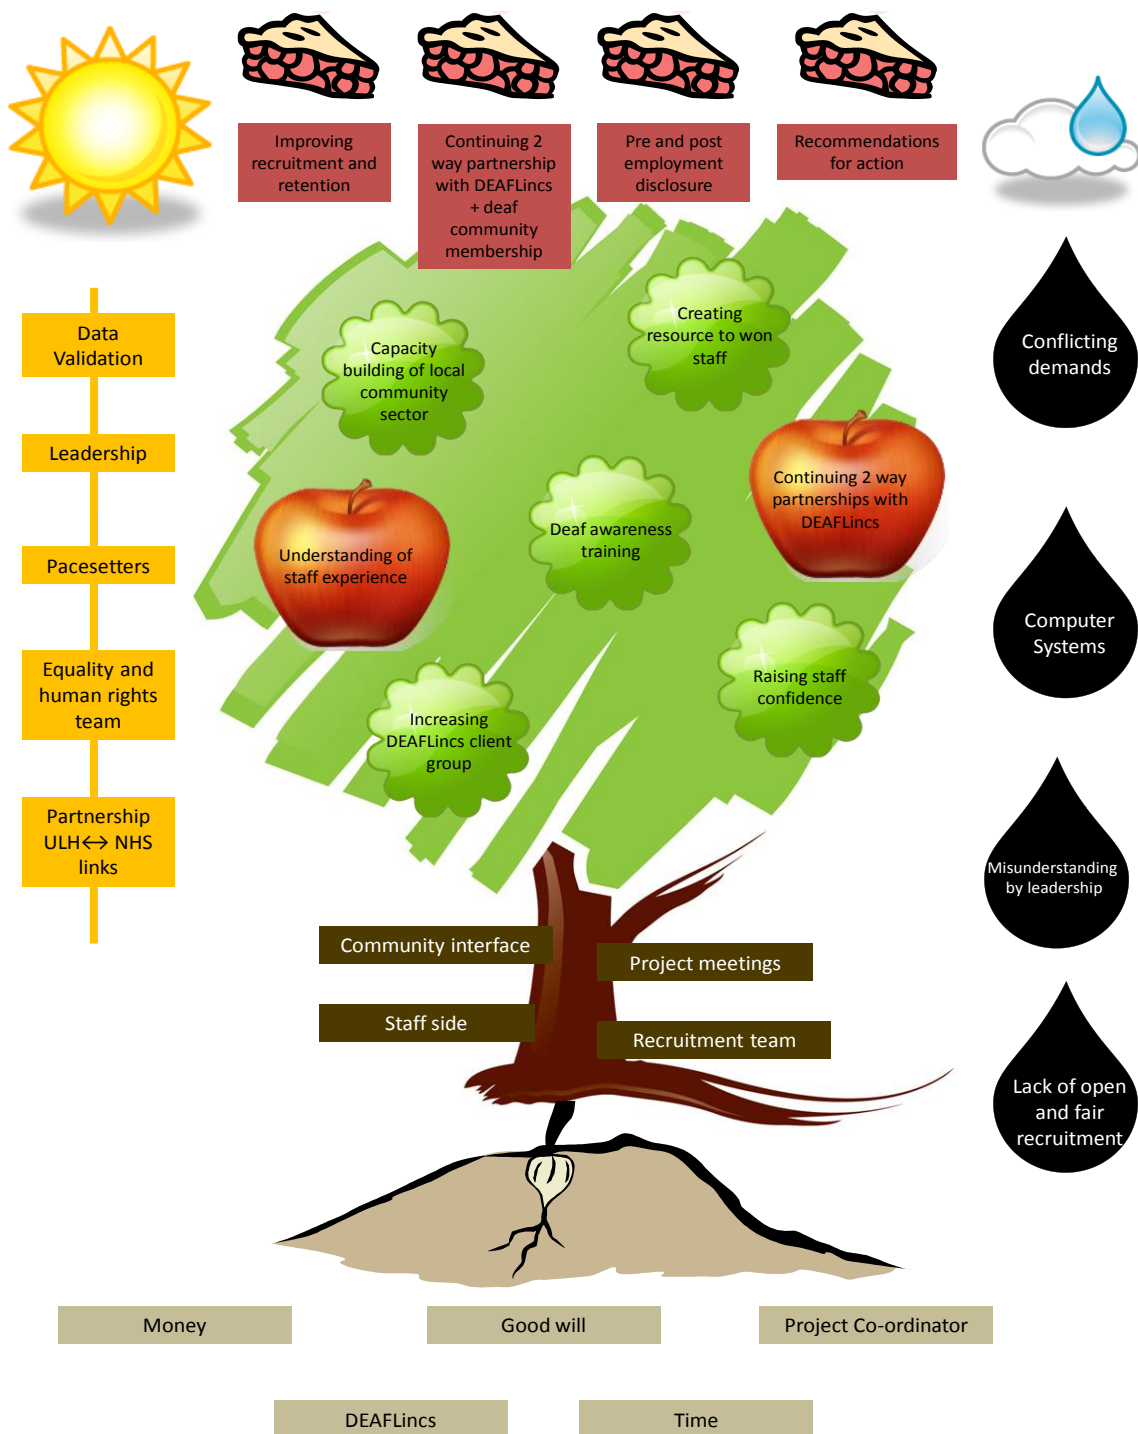 Improving
recruitment and
retention
Continuing 2
way partnership
with DEAFLincs
+ deaf
community
membership
Pre and post
employment
disclosure
Recommendations
for action
Data
Validation
Leadership
Pacesetters
Equality and
human rights
team
Partnership
ULH↔ NHS
links
Capacity
building of local
community
sector
Creating
resource to won
staff
Understanding of
staff experience
Deaf awareness
training
Continuing 2 way
partnerships with
DEAFLincs
Increasing
DEAFLincs client
group
Raising staff
confidence
Conflicting
demands
Computer
Systems
Misunderstanding
by leadership
Lack of open
and fair
recruitment
Community interface
Project meetings
Staff side
Recruitment team
Money
Good will
Project Co-ordinator
DEAFLincs
Time